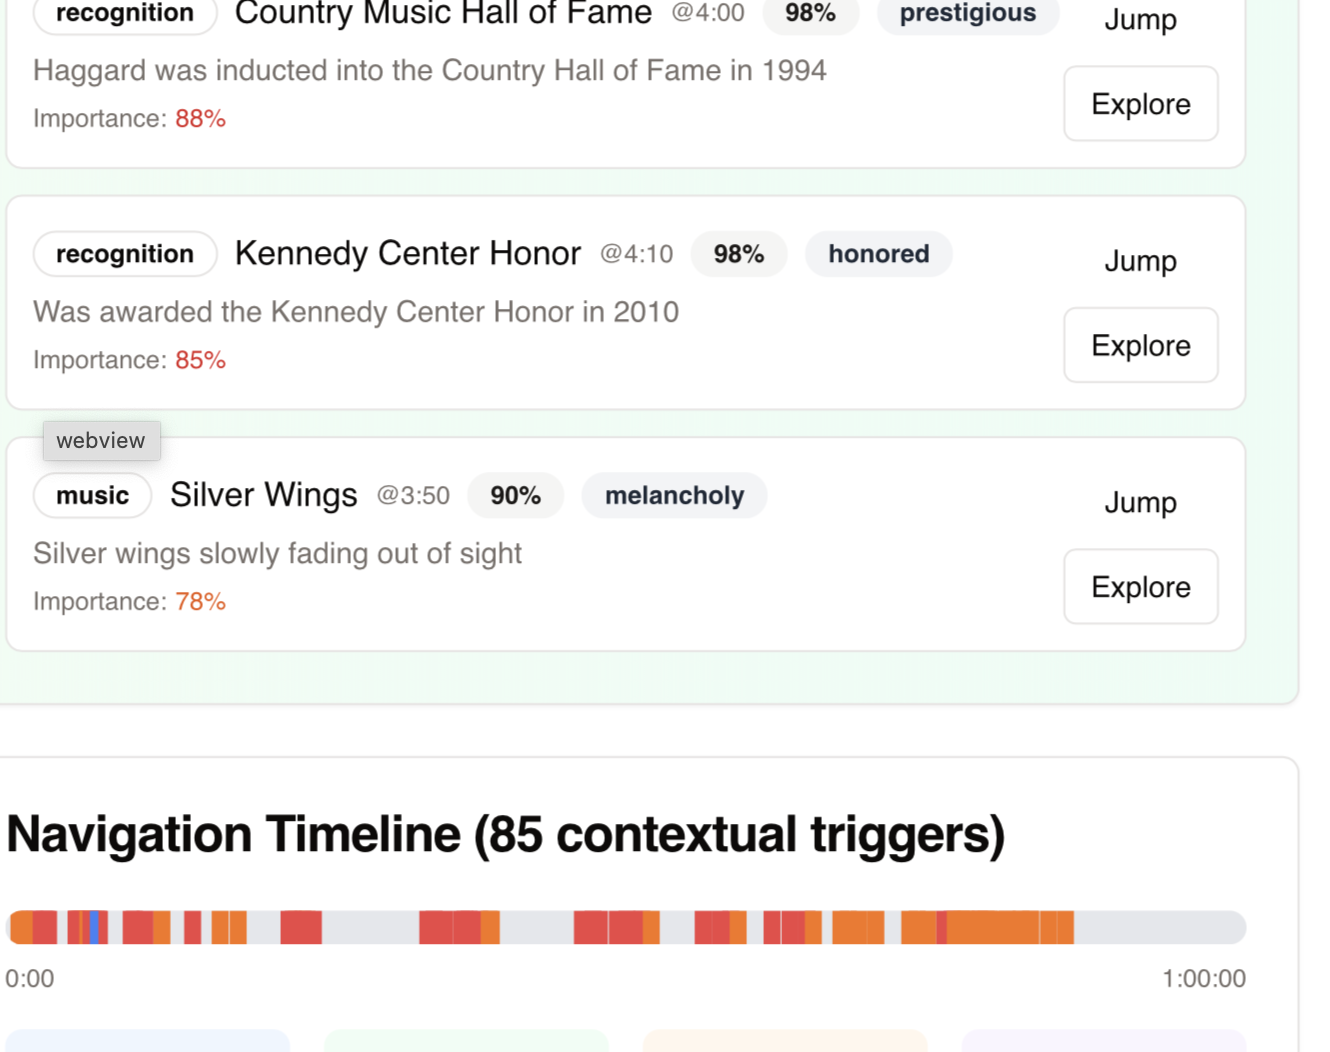 recognition Country Music Hall of Fame @4:00 98% prestigious Jump
Haggard was inducted into the Country Hall of Fame in 1994
Explore
Importance: 88%
recognition Kennedy Center Honor @4:10 98% honored Jump
Was awarded the Kennedy Center Honor in 2010
Explore
Importance: 85%
webview
music Silver Wings @3:50 90% melancholy Jump
Silver wings slowly fading out of sight
Explore
Importance: 78%
Navigation Timeline (85 contextual triggers)
0:00 1:00:00